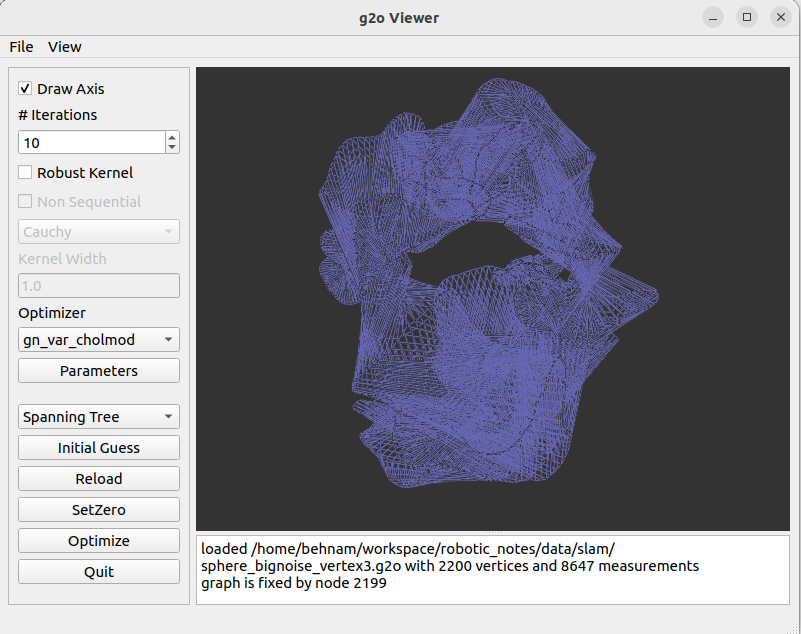 g2o Viewer
File View
Draw Axis
# Iterations
10
Robust Kernel
Non Sequential
Cauchy
Kernel Width
1.0
Optimizer
gn_var_cholmod
Parameters
Spanning Tree
Initial Guess
Reload
SetZero
Optimize
Quit
loaded /home/behnam/workspace/robotic_notes/data/slam/
sphere_bignoise_vertex3.g2o with 2200 vertices and 8647 measurements
graph is fixed by node 2199